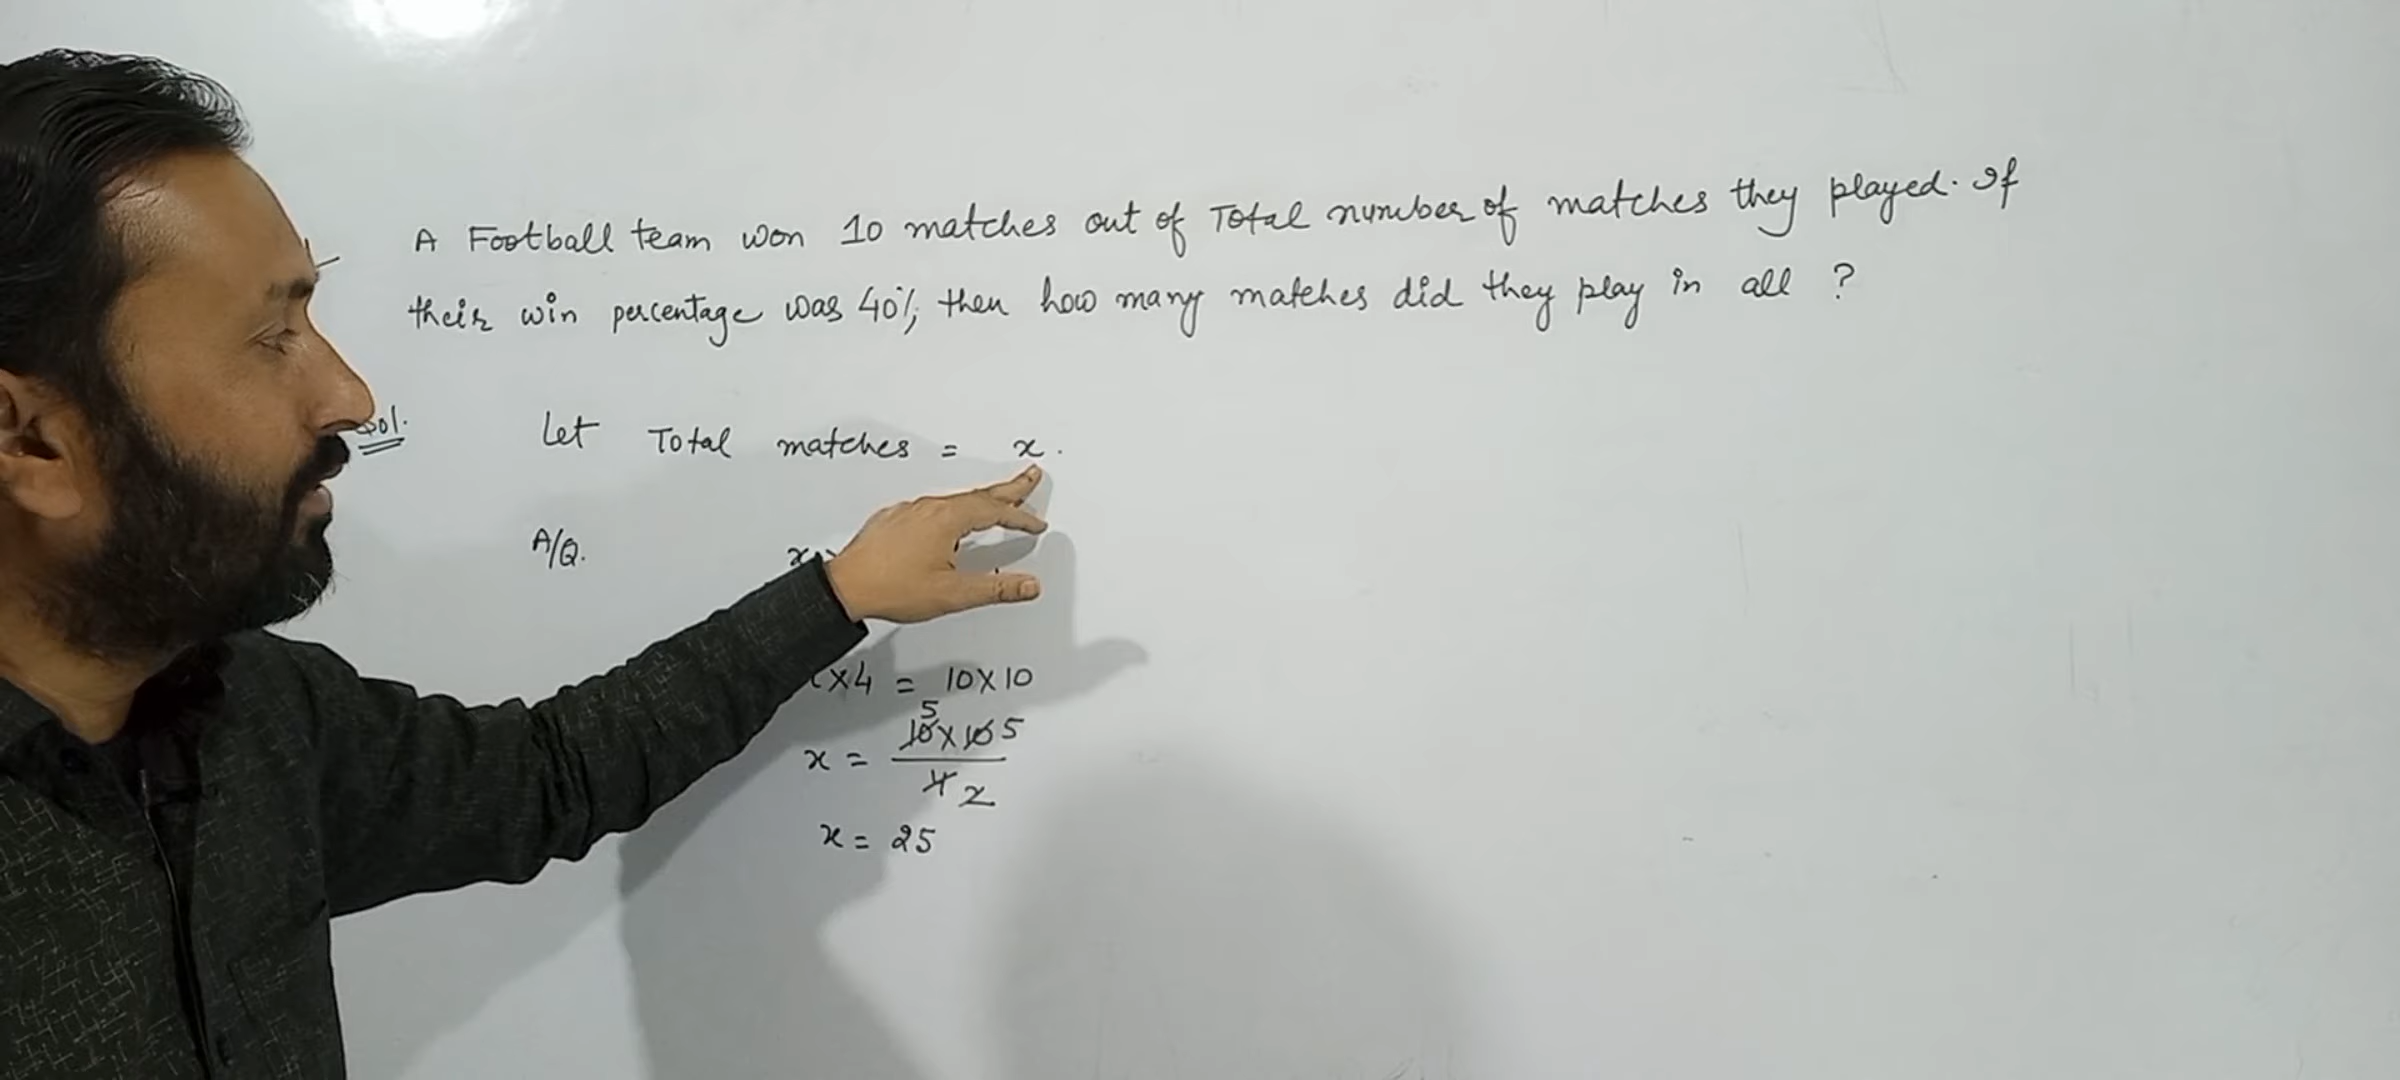 A Football team won 10 matches out of Total number of matches they played. If
their win percentage was 40%, then how many matches did they play in all ?
Sol.
Let Total matches = x.
A/Q. x
x4 = 10x10
5
x = 10x10 5
4 2
x = 25